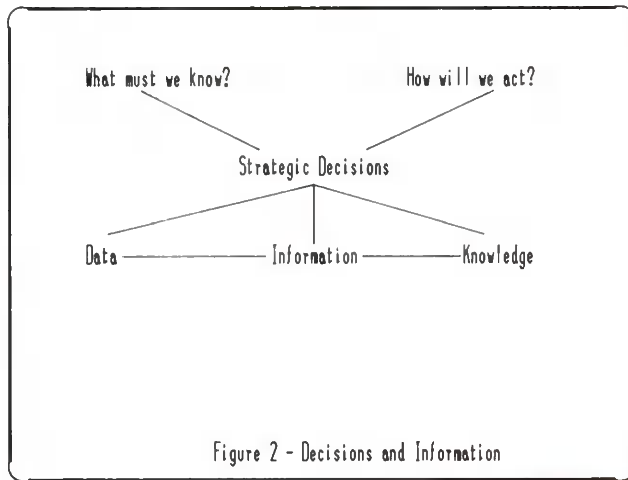 What must we know? How will we act?
Strategic Decisions
Data Information Knowledge
Figure 2 - Decisions and Information